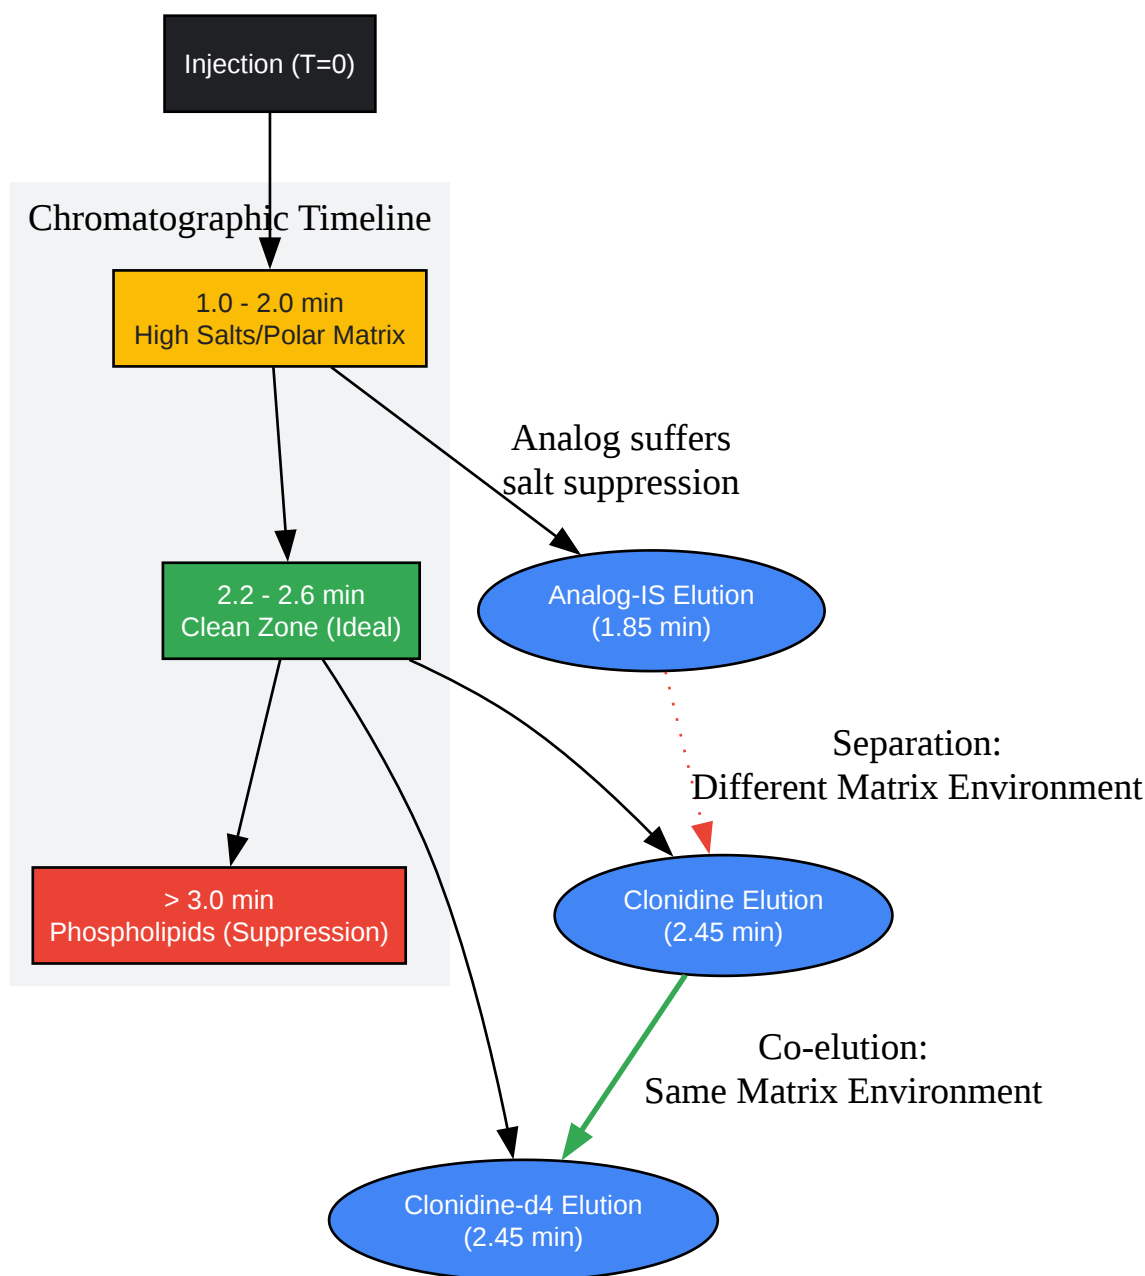 Injection (T=0)
Chromatographic Timeline
1.0 - 2.0 min
High Salts/Polar Matrix
Analog suffers
salt suppression
2.2 - 2.6 min
Clean Zone (Ideal)
Analog-IS Elution
(1.85 min)
Separation:
Different Matrix Environment
> 3.0 min
Phospholipids (Suppression)
Clonidine Elution
(2.45 min)
Co-elution:
Same Matrix Environment
Clonidine-d4 Elution
(2.45 min)